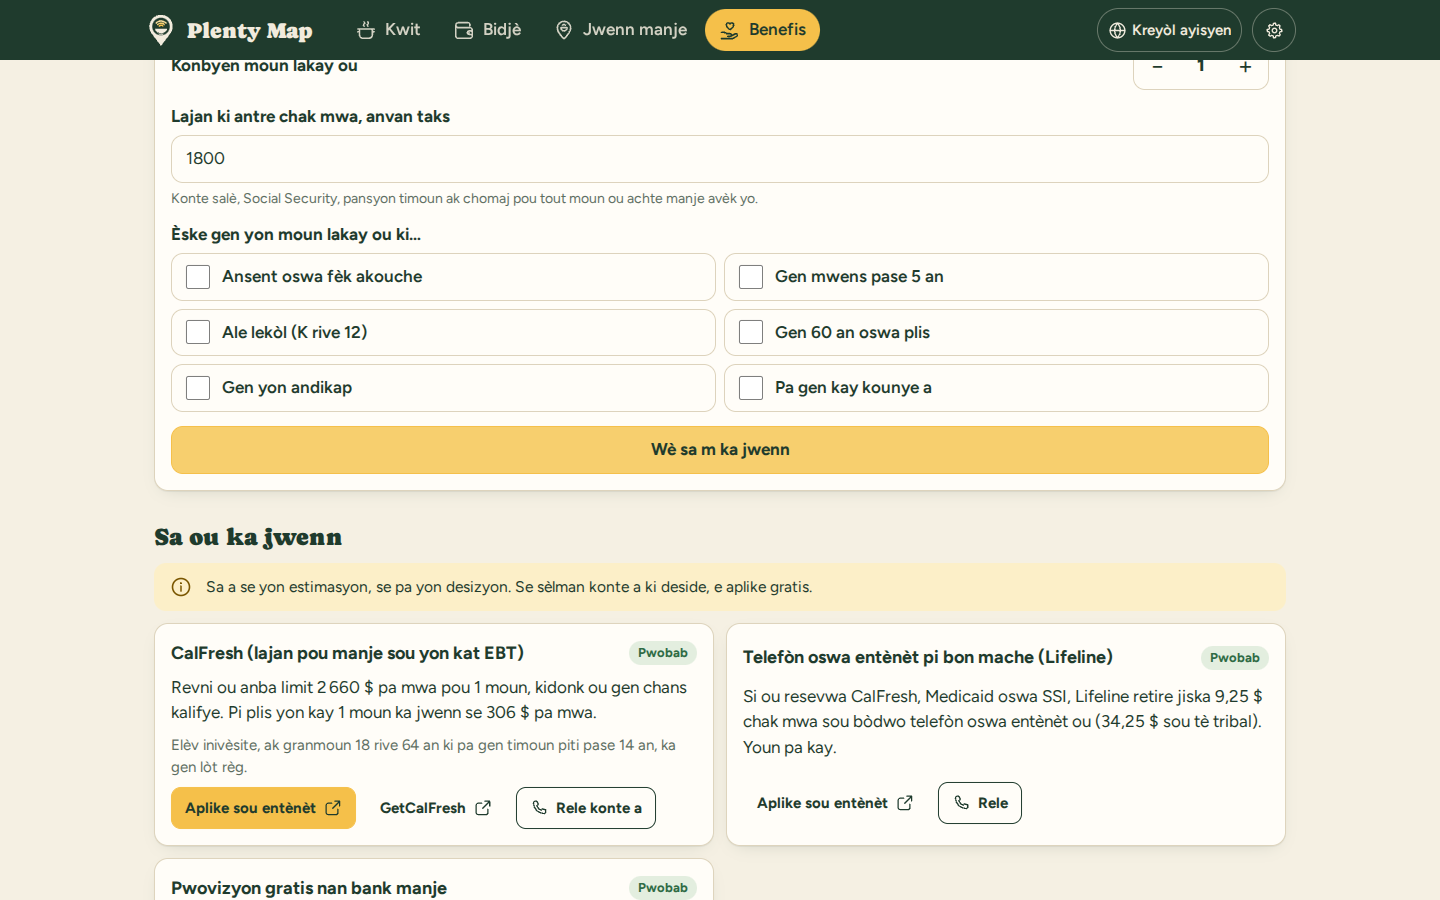 Plenty Map
Kwit
Bidjè
Jwenn manje
Benefis
Kreyòl ayisyen
Konbyen moun lakay ou
− 1 +
Lajan ki antre chak mwa, anvan taks
1800
Konte salè, Social Security, pansyon timoun ak chomaj pou tout moun ou achte manje avèk yo.
Èske gen yon moun lakay ou ki...
Ansent oswa fèk akouche
Gen mwens pase 5 an
Ale lekòl (K rive 12)
Gen 60 an oswa plis
Gen yon andikap
Pa gen kay kounye a
Wè sa m ka jwenn
Sa ou ka jwenn
Sa a se yon estimasyon, se pa yon desizyon. Se sèlman konte a ki deside, e aplike gratis.
CalFresh (lajan pou manje sou yon kat EBT)
Pwobab
Revni ou anba limit 2 660 $ pa mwa pou 1 moun, kidonk ou gen chans
kalifye. Pi plis yon kay 1 moun ka jwenn se 306 $ pa mwa.
Elèv inivèsite, ak granmoun 18 rive 64 an ki pa gen timoun piti pase 14 an, ka
gen lòt règ.
Aplike sou entènèt
GetCalFresh
Rele konte a
Telefòn oswa entènèt pi bon mache (Lifeline)
Pwobab
Si ou resevwa CalFresh, Medicaid oswa SSI, Lifeline retire jiska 9,25 $
chak mwa sou bòdwo telefòn oswa entènèt ou (34,25 $ sou tè tribal).
Youn pa kay.
Aplike sou entènèt
Rele
Pwovizyon gratis nan bank manje
Pwobab